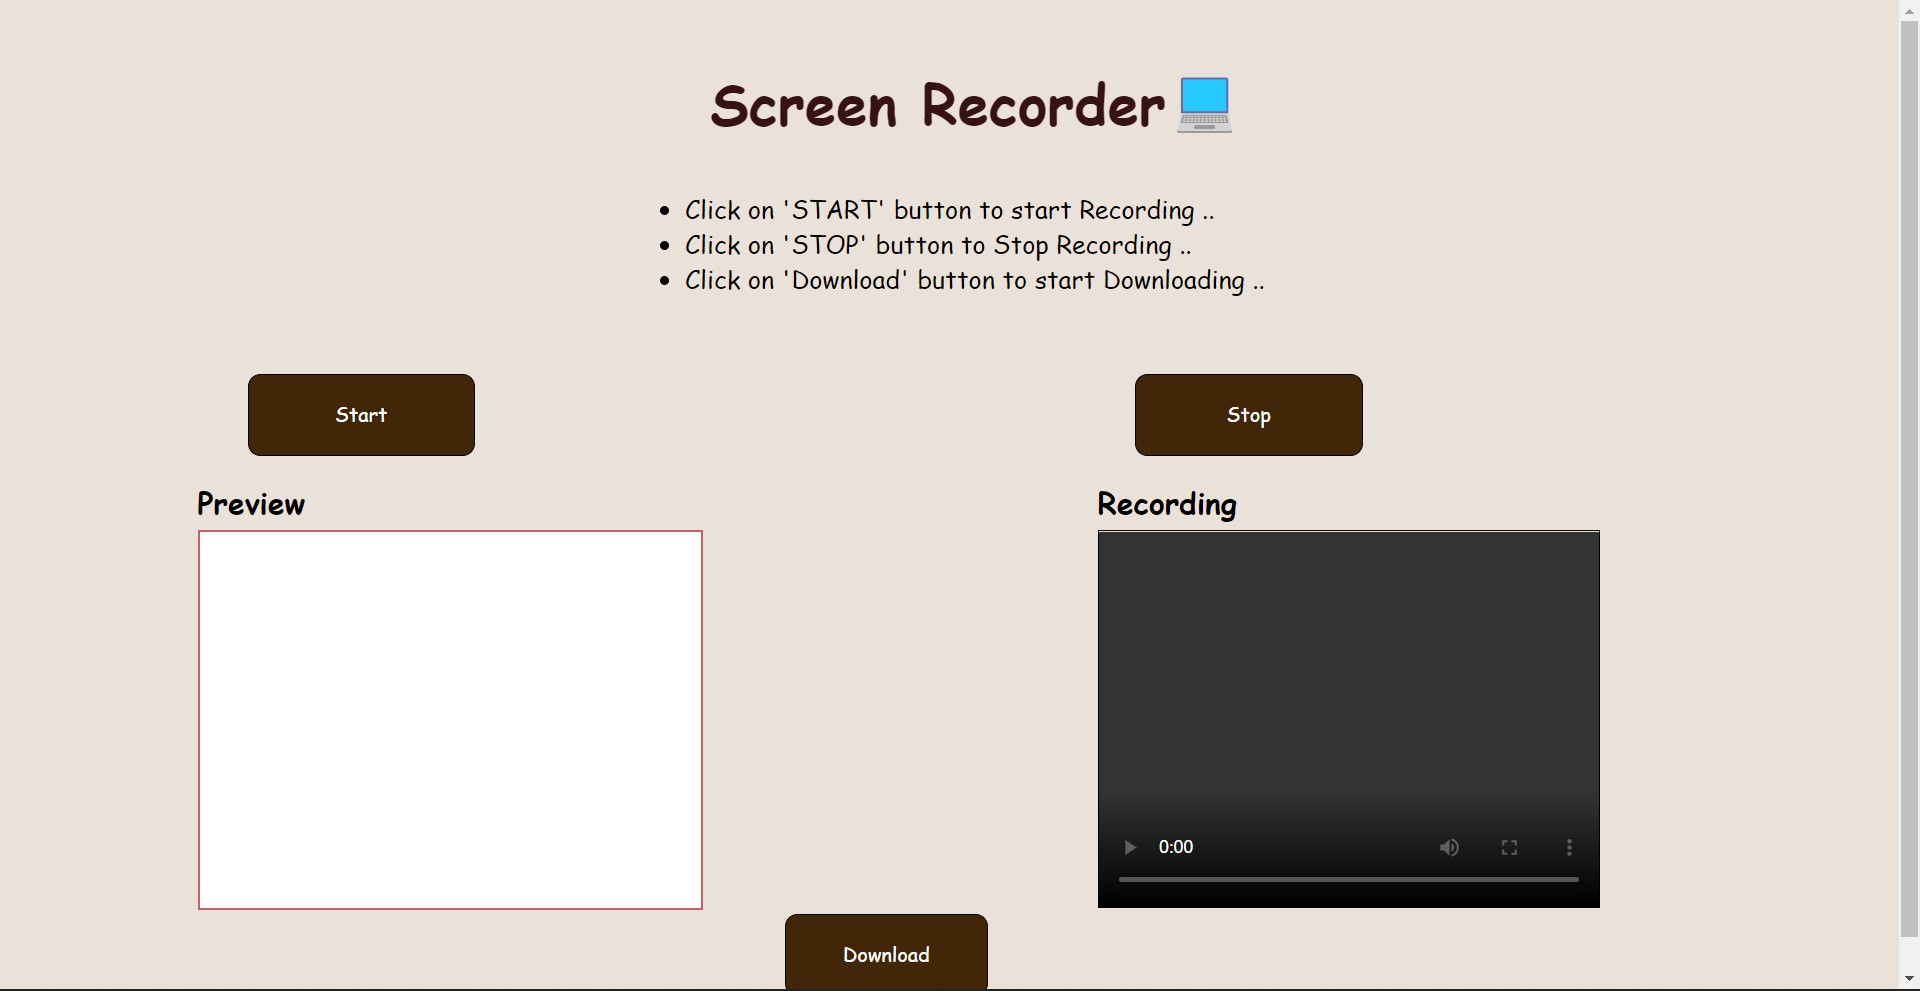 Screen Recorder
Click on 'START' button to start Recording ..
Click on 'STOP' button to Stop Recording ..
Click on 'Download' button to start Downloading ..
Start
Stop
Preview
Recording
0:00
Download